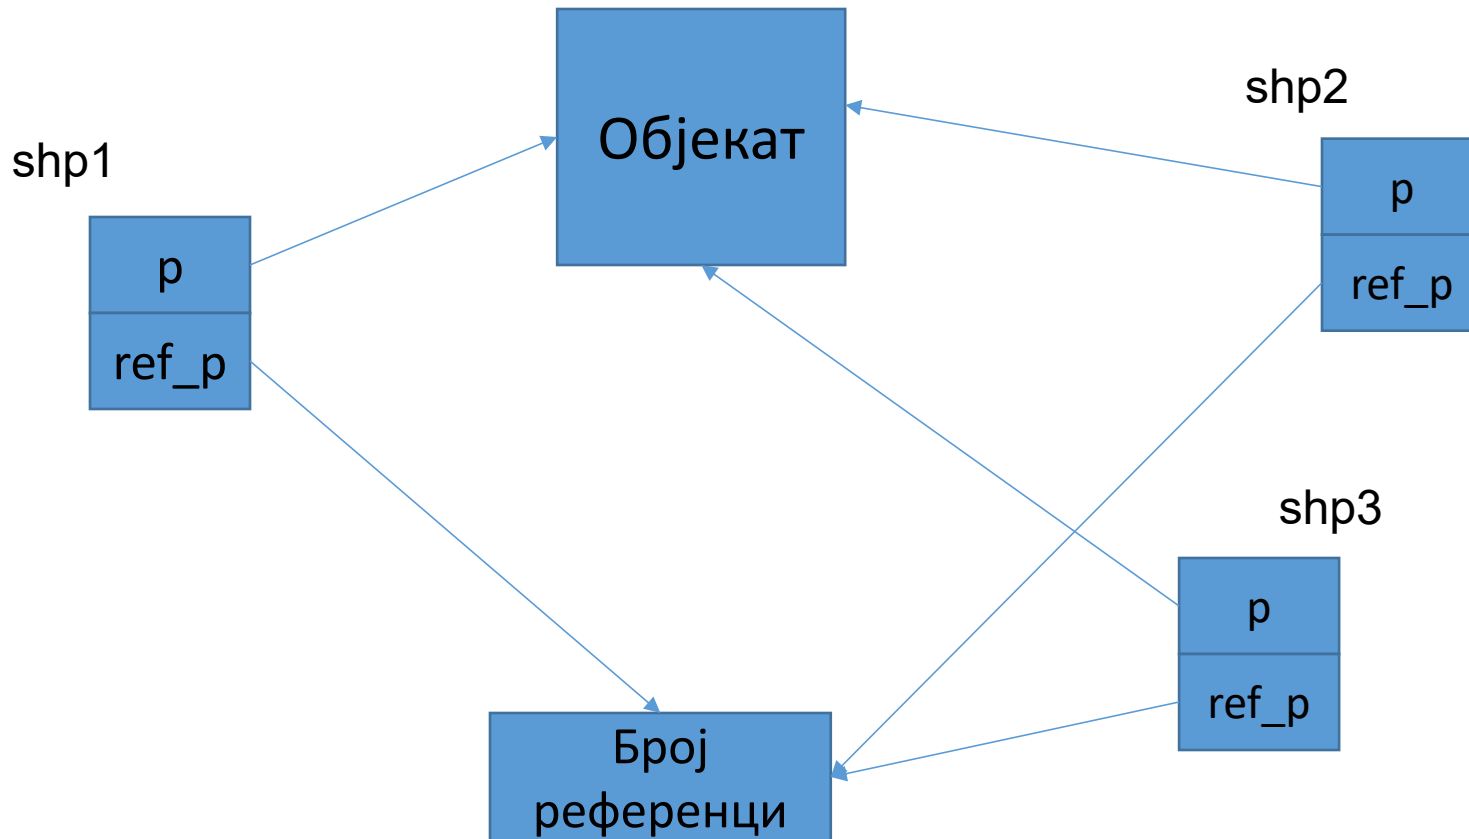 Објекат
shp2
shp1
p
ref_p
p
ref_p
shp3
p
ref_p
Број
референци